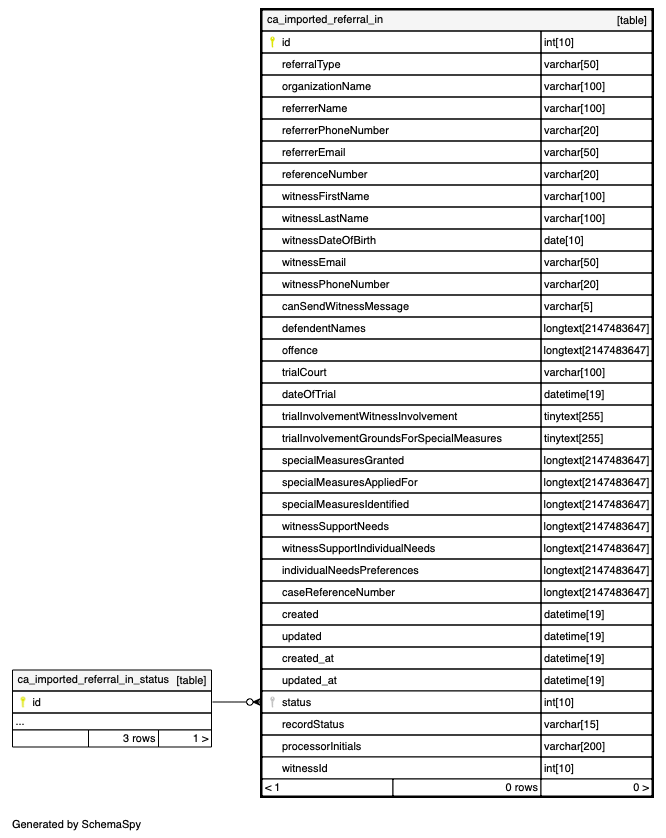 ca_imported_referral_in [table]
id int[10]
referralType varchar[50]
organizationName varchar[100]
referrerName varchar[100]
referrerPhoneNumber varchar[20]
referrerEmail varchar[50]
referenceNumber varchar[20]
witnessFirstName varchar[100]
witnessLastName varchar[100]
witnessDateOfBirth date[10]
witnessEmail varchar[50]
witnessPhoneNumber varchar[20]
canSendWitnessMessage varchar[5]
defendentNames longtext[2147483647]
offence longtext[2147483647]
trialCourt varchar[100]
dateOfTrial datetime[19]
trialInvolvementWitnessInvolvement tinytext[255]
trialInvolvementGroundsForSpecialMeasures tinytext[255]
specialMeasuresGranted longtext[2147483647]
specialMeasuresAppliedFor longtext[2147483647]
specialMeasuresIdentified longtext[2147483647]
witnessSupportNeeds longtext[2147483647]
witnessSupportIndividualNeeds longtext[2147483647]
individualNeedsPreferences longtext[2147483647]
caseReferenceNumber longtext[2147483647]
created datetime[19]
updated datetime[19]
created_at datetime[19]
updated_at datetime[19]
status int[10]
recordStatus varchar[15]
processorInitials varchar[200]
witnessId int[10]
< 1 0 rows 0 >
ca_imported_referral_in_status [table]
id
...
3 rows 1 >
Generated by SchemaSpy